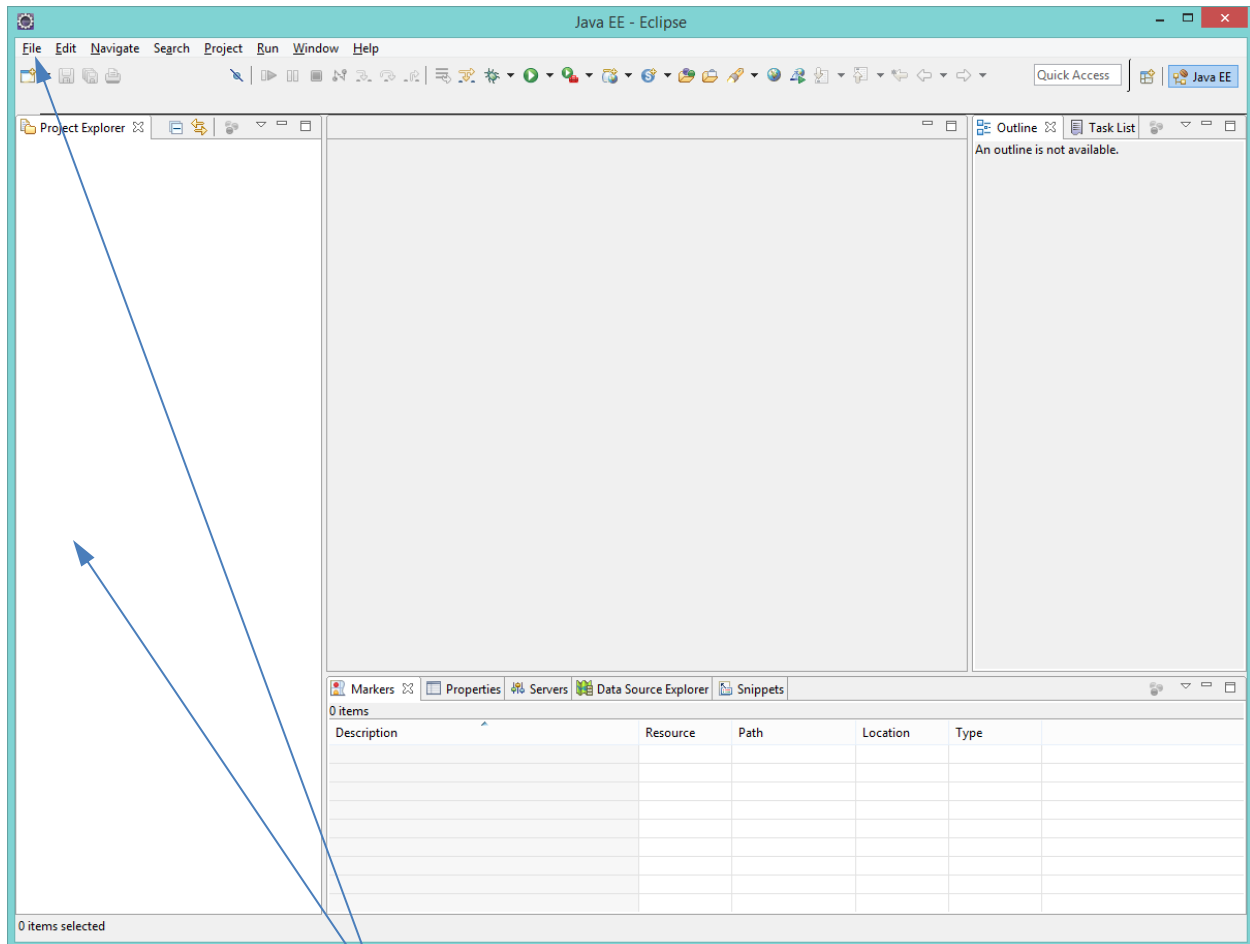 Java EE - Eclipse
File Edit Navigate Search Project Run Window Help
Quick Access Java EE
Project Explorer
Outline Task List
An outline is not available.
Markers Properties Servers Data Source Explorer Snippets
0 items
Description Resource Path Location Type
0 items selected